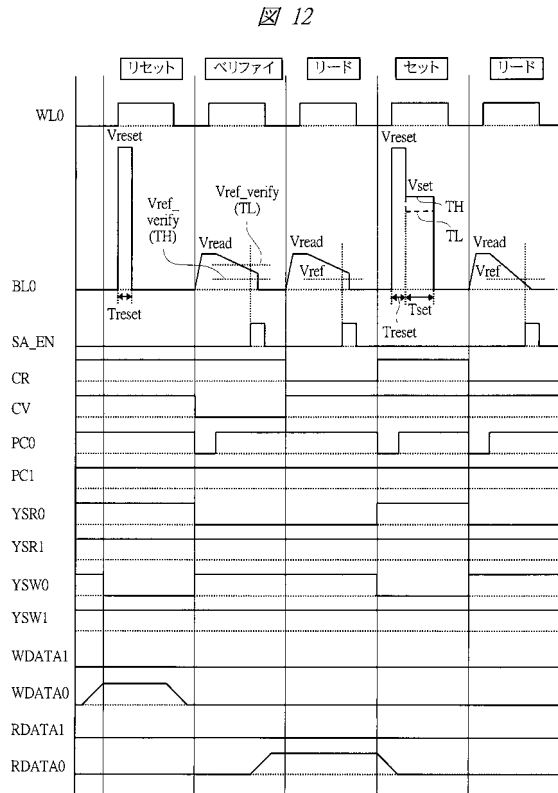 図 12
リセット
ベリファイ
リード
セット
リード
WL0
Vreset
Vreset
Vset
Vref_
verify
(TH)
Vref_verify
(TL)
TH
TL
Vread
Vread
Vref
Vread
Vref
BL0
Treset
Tset
Treset
SA_EN
CR
CV
PC0
PC1
YSR0
YSR1
YSW0
YSW1
WDATA1
WDATA0
RDATA1
RDATA0